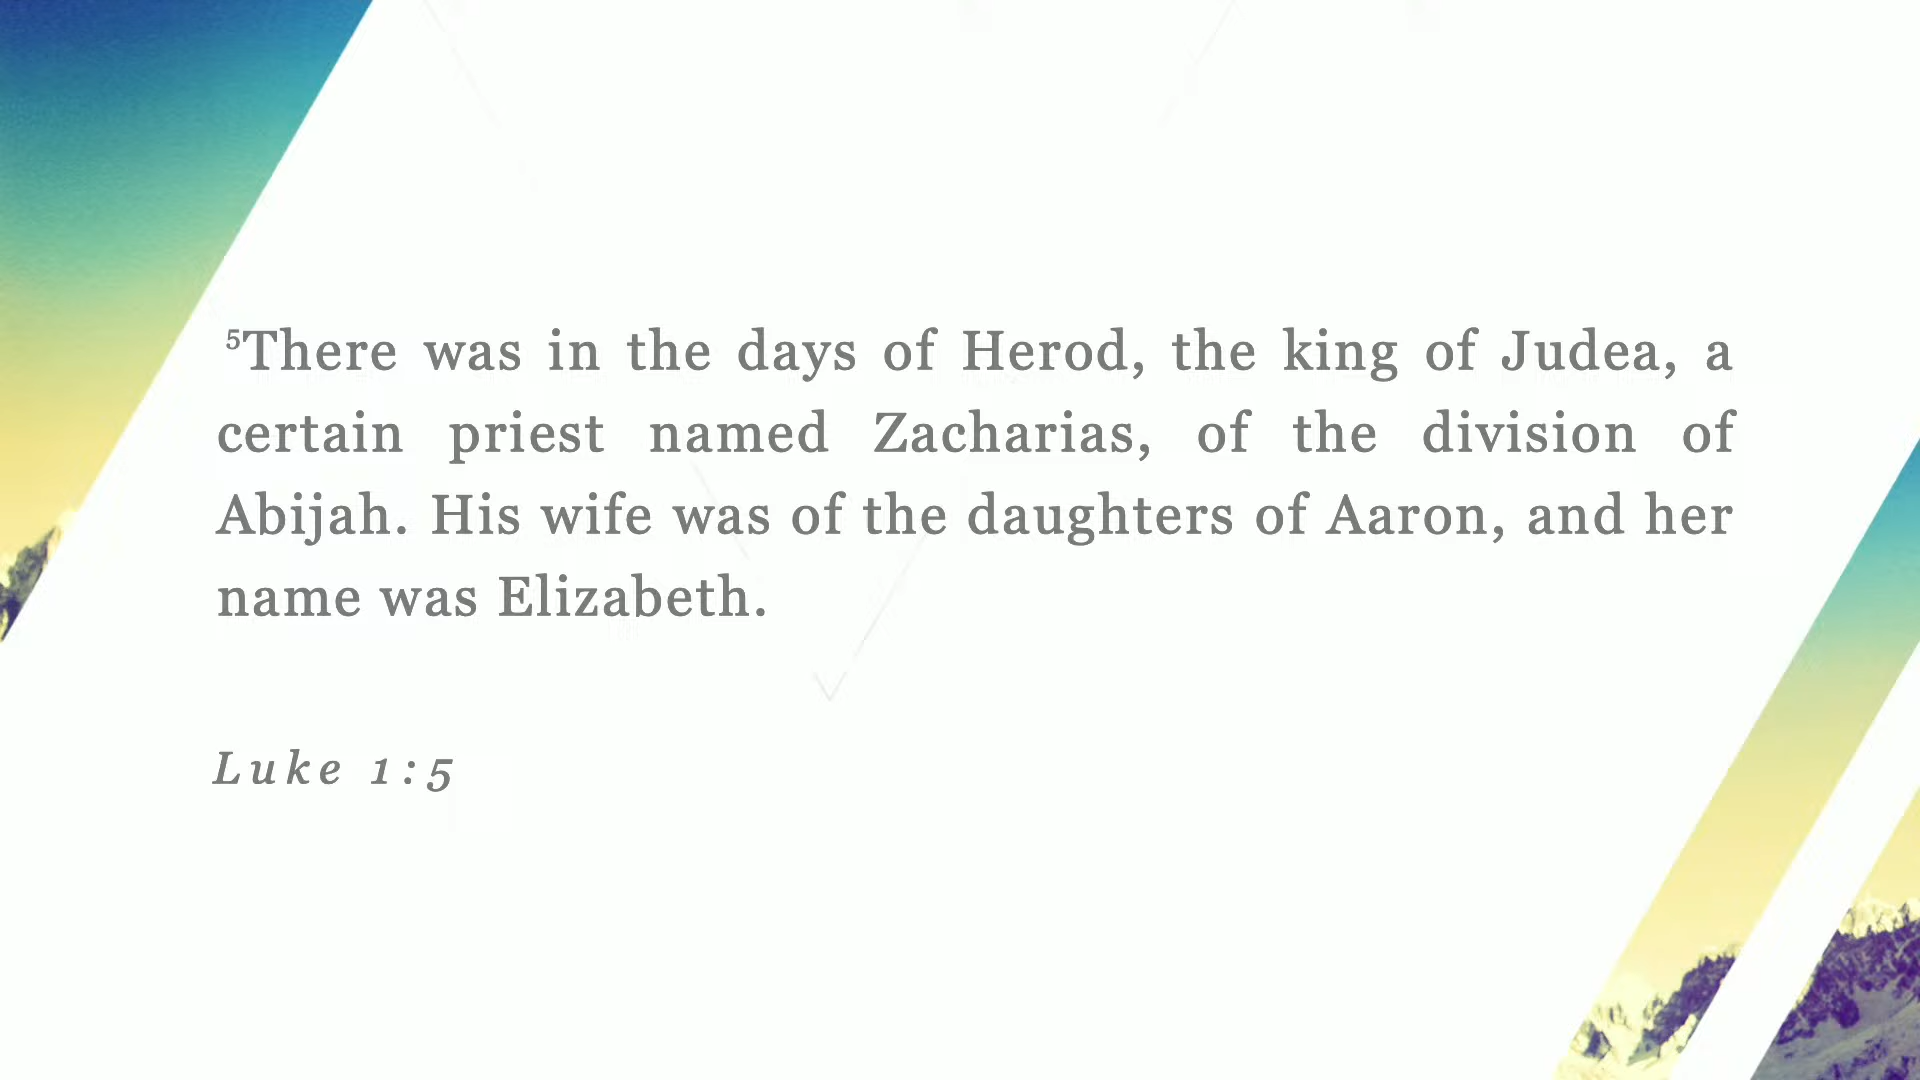 ⁵There was in the days of Herod, the king of Judea, a
certain priest named Zacharias, of the division of
Abijah. His wife was of the daughters of Aaron, and her
name was Elizabeth.
Luke 1:5